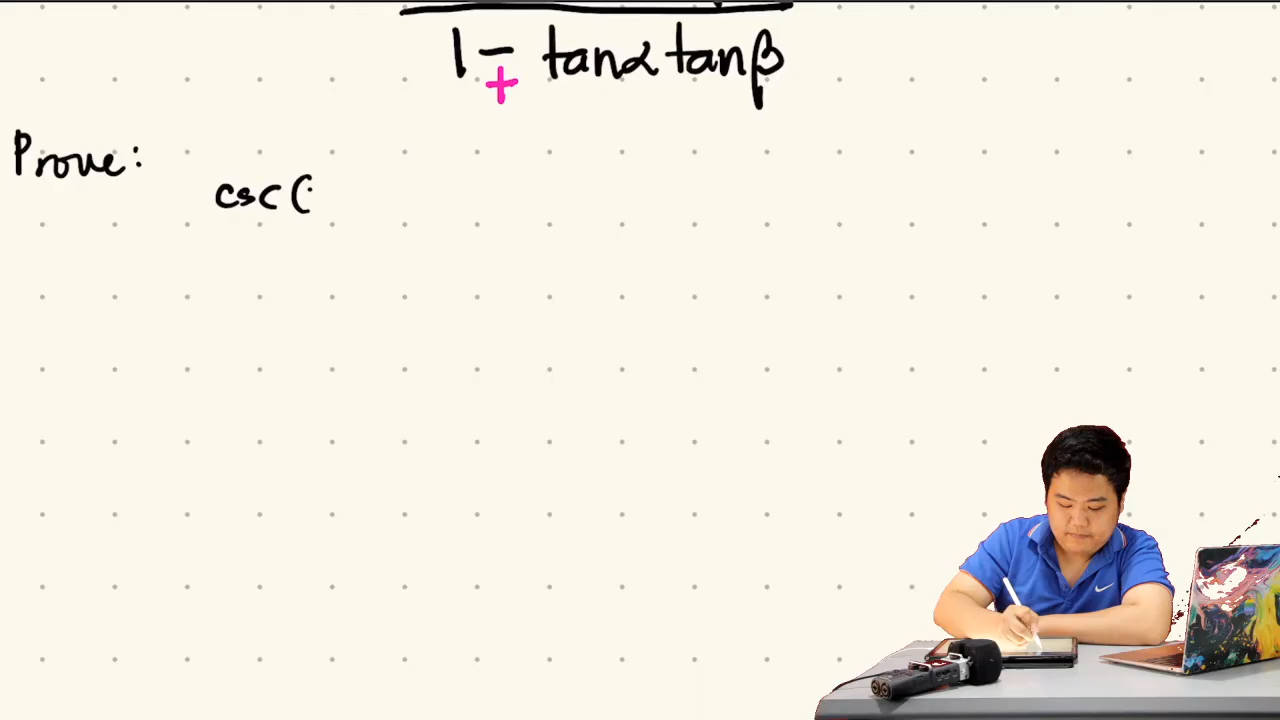 1 - tanα tanβ
+
Prove:
csc (